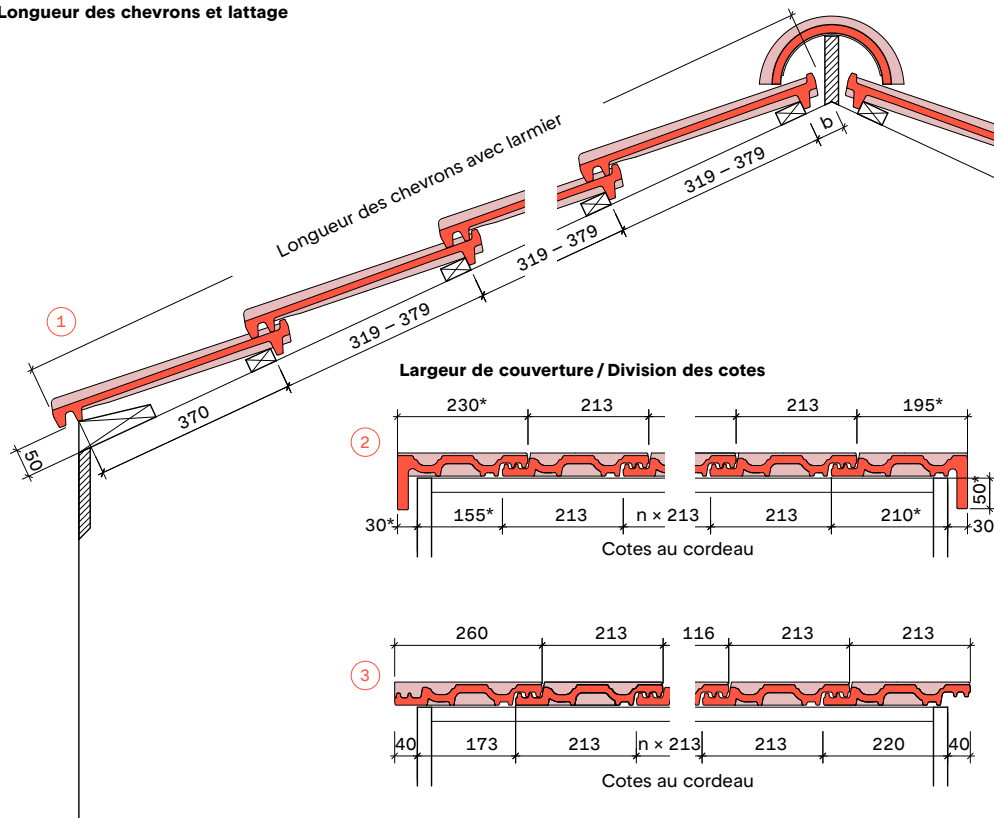 Longueur des chevrons et lattage
Longueur des chevrons avec larmier
b
319 – 379
319 – 379
319 – 379
370
50
1
Largeur de couverture / Division des cotes
2
230* 213 213 195*
50*
30* 155* 213 n × 213 213 210* 30
Cotes au cordeau
3
260 213 116 213 213
40 173 213 n × 213 213 220 40
Cotes au cordeau